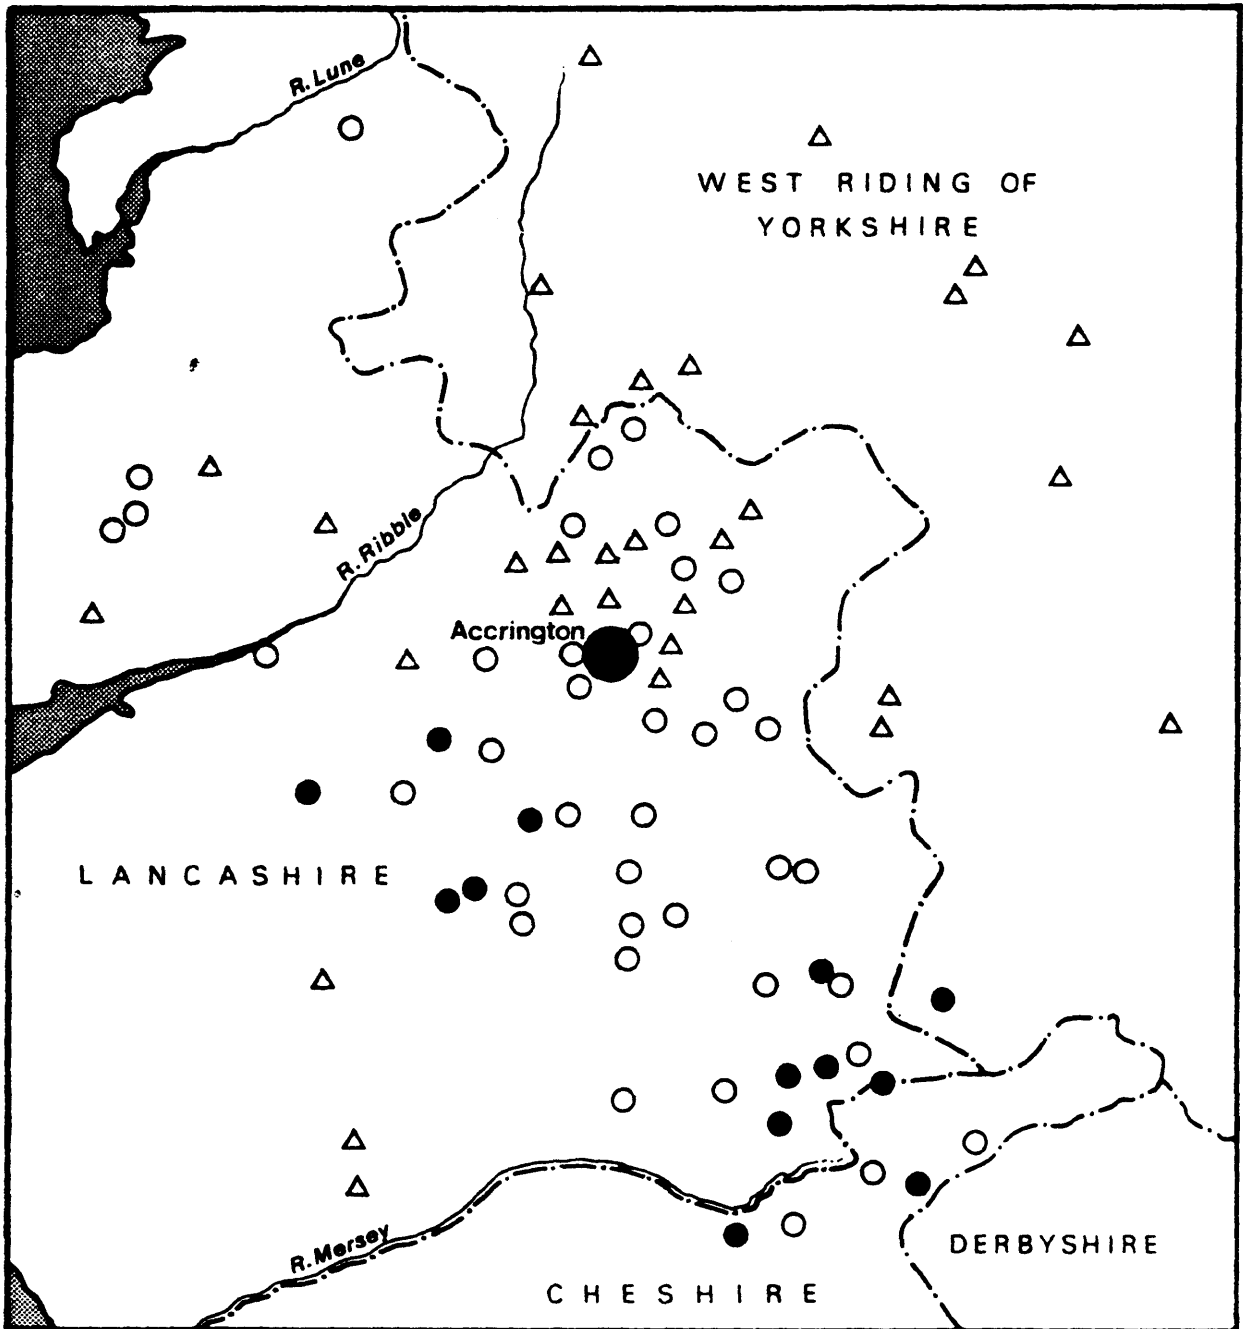 R. Lune
WEST RIDING OF
YORKSHIRE
R. Ribble
Accrington
LANCASHIRE
R. Mersey
DERBYSHIRE
CHESHIRE